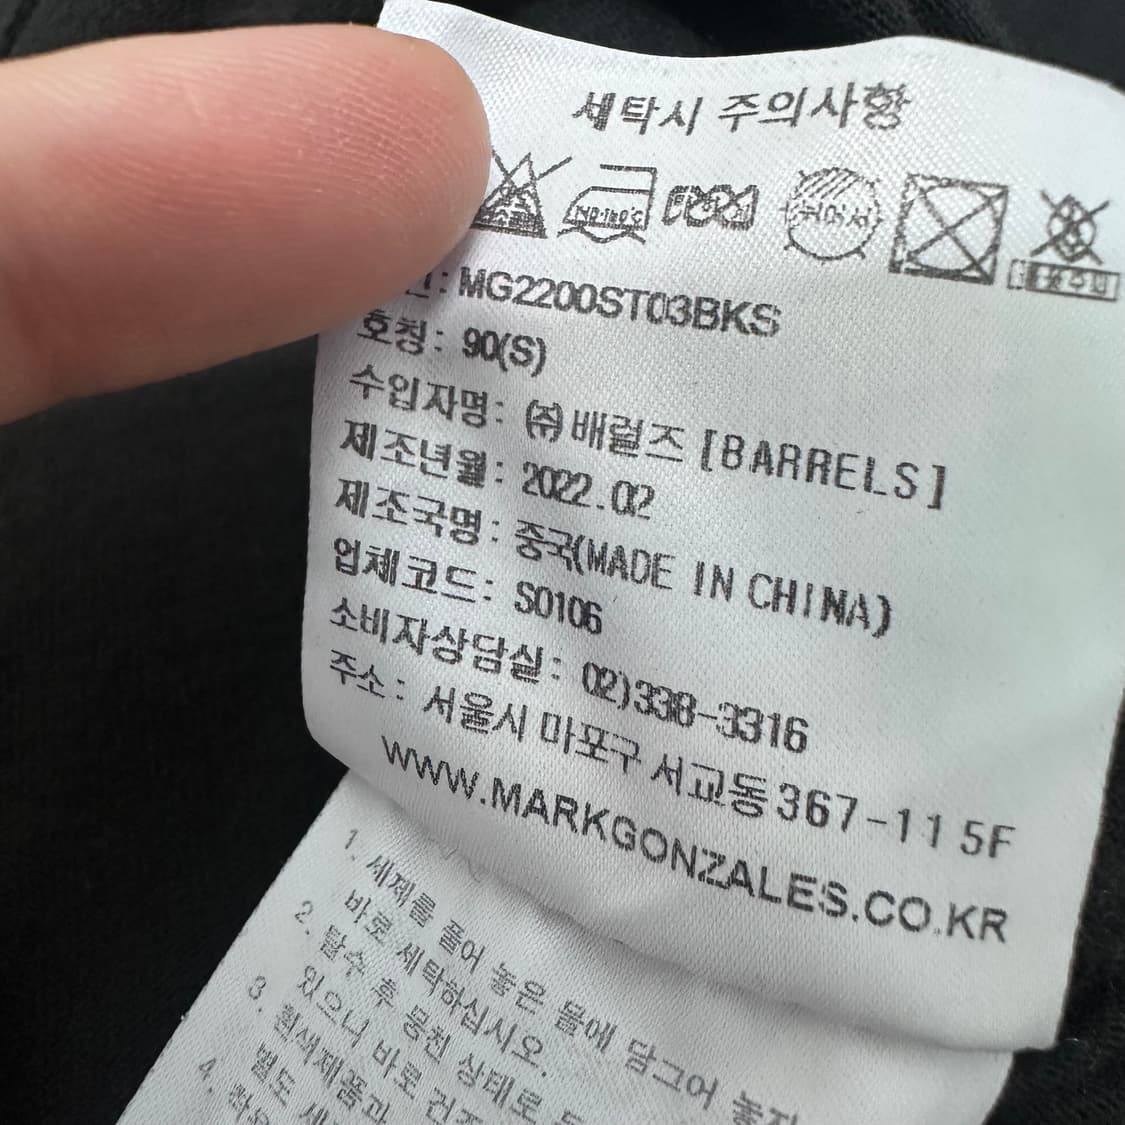 세탁시 주의사항
: MG2200ST03BKS
호칭: 90(S)
수입자명: ㈜배럴즈 [BARRELS]
제조년월: 2022.02
제조국명: 중국(MADE IN CHINA)
업체코드: S0106
소비자상담실: 02)338-3316
주소: 서울시 마포구 서교동367-11 5F
WWW.MARKGONZALES.CO.KR
1. 세제를 풀어 놓은 물에 담그어 놓지
바로 세탁하십시오.
2. 탈수 후 뭉친 상태로
있으니 바로
3. 흰색제품과
별도
4.